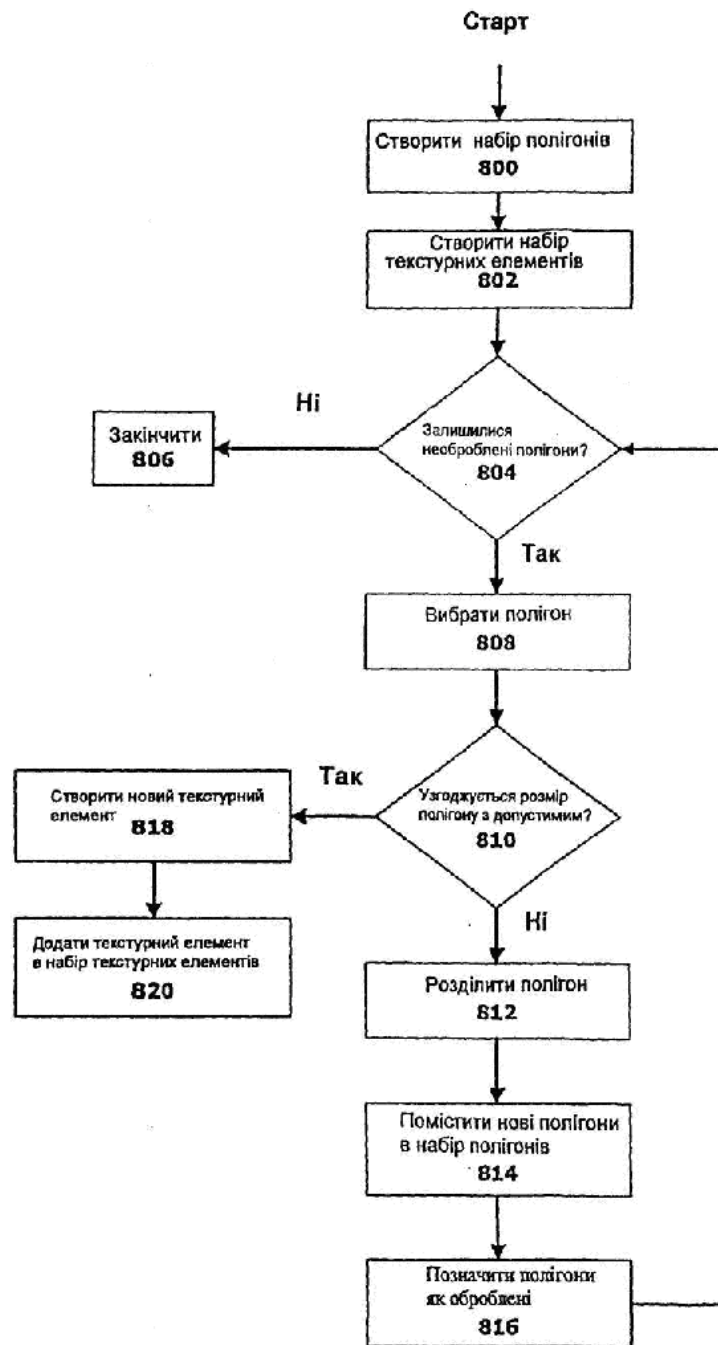 Старт
Створити набір полігонів
800
Створити набір
текстурних елементів
802
Ні
Закінчити
806
Залишилися
необроблені полігони?
804
Так
Вибрати полігон
808
Так
Створити новий текстурний
елемент
818
Узгоджується розмір
полігону з допустимим?
810
Ні
Додати текстурний елемент
в набір текстурних елементів
820
Розділити полігон
812
Помістити нові полігони
в набір полігонів
814
Позначити полігони
як оброблені
816